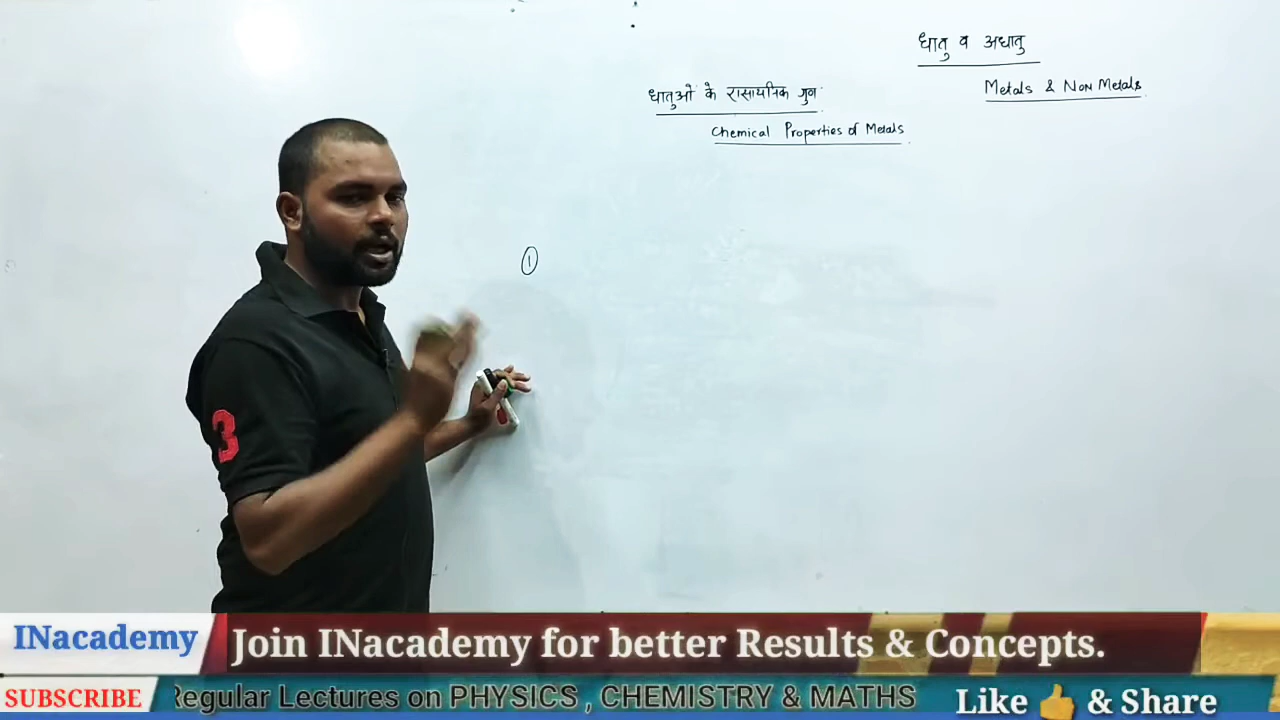 धातु व अधातु
Metals & Non Metals
धातुओं के रासायनिक गुन
Chemical Properties of Metals
1
3
INacademy
Join INacademy for better Results & Concepts.
SUBSCRIBE
Regular Lectures on PHYSICS , CHEMISTRY & MATHS
Like 👍 & Share